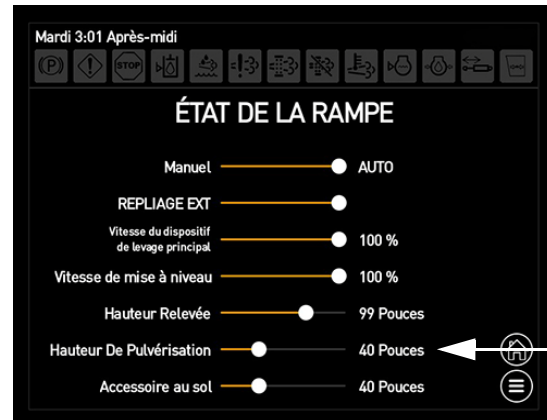 Mardi 3:01 Après-midi
(P) STOP
ÉTAT DE LA RAMPE
Manuel AUTO
REPLIAGE EXT
Vitesse du dispositif
de levage principal 100 %
Vitesse de mise à niveau 100 %
Hauteur Relevée 99 Pouces
Hauteur De Pulvérisation 40 Pouces
Accessoire au sol 40 Pouces